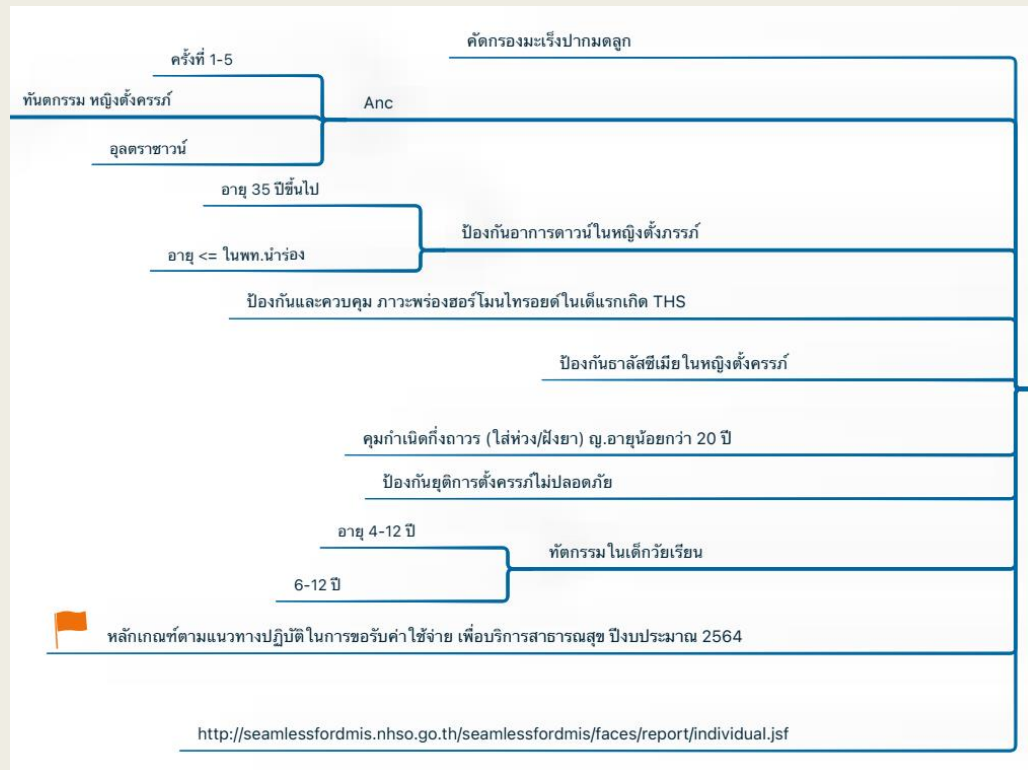 คัดกรองมะเร็งปากมดลูก
ครั้งที่ 1-5
ทันตกรรม หญิงตั้งครรภ์
Anc
อุลตราซาวน์
อายุ 35 ปีขึ้นไป
ป้องกันอาการดาวน์ในหญิงตั้งภรรภ์
อายุ <= ในพท.นำร่อง
ป้องกันและควบคุม ภาวะพร่องฮอร์โมนไทรอยด์ในเด็แรกเกิด THS
ป้องกันธาลัสซีเมียในหญิงตั้งครรภ์
คุมกำเนิดกึ่งถาวร (ใส่ห่วง/ฝังยา) ญ.อายุน้อยกว่า 20 ปี
ป้องกันยุติการตั้งครรภ์ไม่ปลอดภัย
อายุ 4-12 ปี
ทัตกรรมในเด็กวัยเรียน
6-12 ปี
หลักเกณฑ์ตามแนวทางปฏิบัติในการขอรับค่าใช้จ่าย เพื่อบริการสาธารณสุข ปีงบประมาณ 2564
http://seamlessfordmis.nhso.go.th/seamlessfordmis/faces/report/individual.jsf